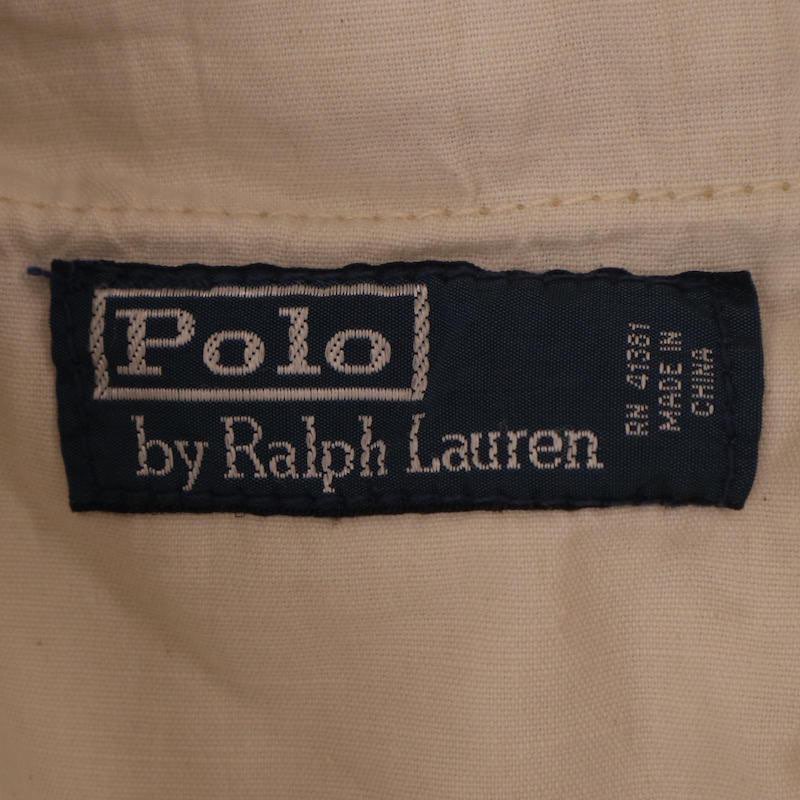 Polo
by Ralph Lauren
RN 41381
MADE IN
CHINA